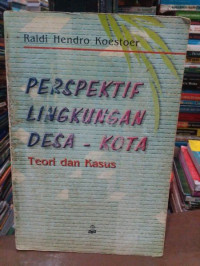 Raldi Hendro Koestoer
PERSPEKTIF
LINGKUNGAN
DESA - KOTA
Teori dan Kasus